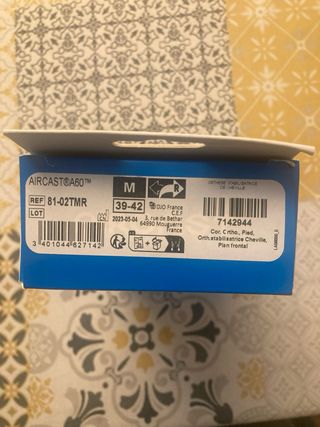 AIRCAST®A60™
M
R
REF 81-02TMR
LOT
39-42
DJO France
C.E.F
3, rue de Bethar
64990 Mouguerre
France
2023-05-04
3 401044 627142
ORTHESE STABILISATRICE
DE CHEVILLE
7142944
Cor. Ortho., Pied,
Orth.stabilisatrice Cheville,
Plan frontal